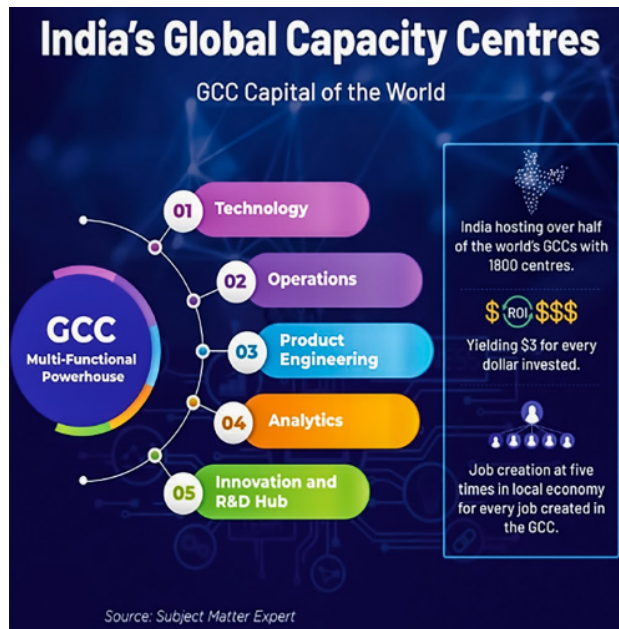 India's Global Capacity Centres
GCC Capital of the World
01 Technology
02 Operations
GCC
Multi-Functional
Powerhouse
03 Product
Engineering
04 Analytics
05 Innovation and
R&D Hub
India hosting over half
of the world's GCCs with
1800 centres.
$ ROI $$$
Yielding $3 for every
dollar invested.
Job creation at five
times in local economy
for every job created in
the GCC.
Source: Subject Matter Expert